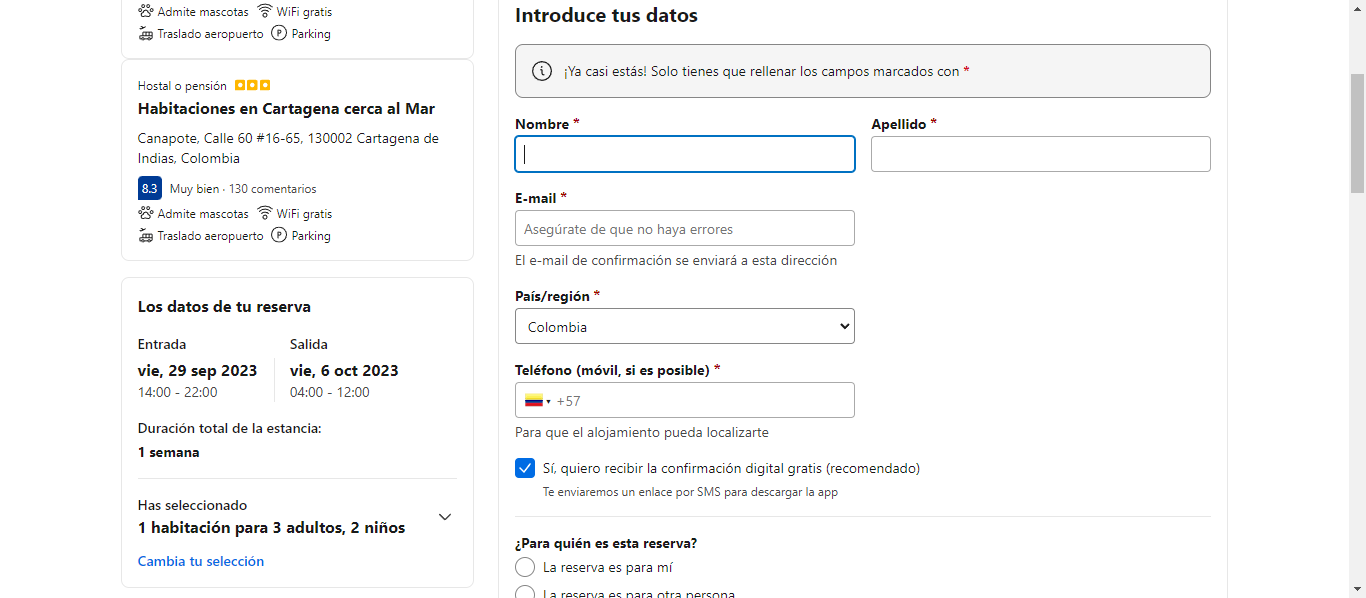 Admite mascotas WiFi gratis
Traslado aeropuerto P Parking
Hostal o pensión
Habitaciones en Cartagena cerca al Mar
Canapote, Calle 60 #16-65, 130002 Cartagena de
Indias, Colombia
8.3 Muy bien · 130 comentarios
Admite mascotas WiFi gratis
Traslado aeropuerto P Parking
Los datos de tu reserva
Entrada Salida
vie, 29 sep 2023 vie, 6 oct 2023
14:00 - 22:00 04:00 - 12:00
Duración total de la estancia:
1 semana
Has seleccionado
1 habitación para 3 adultos, 2 niños
Cambia tu selección
Introduce tus datos
¡Ya casi estás! Solo tienes que rellenar los campos marcados con *
Nombre * Apellido *
E-mail *
Asegúrate de que no haya errores
El e-mail de confirmación se enviará a esta dirección
País/región *
Colombia
Teléfono (móvil, si es posible) *
+57
Para que el alojamiento pueda localizarte
Sí, quiero recibir la confirmación digital gratis (recomendado)
Te enviaremos un enlace por SMS para descargar la app
¿Para quién es esta reserva?
La reserva es para mí
La reserva es para otra persona